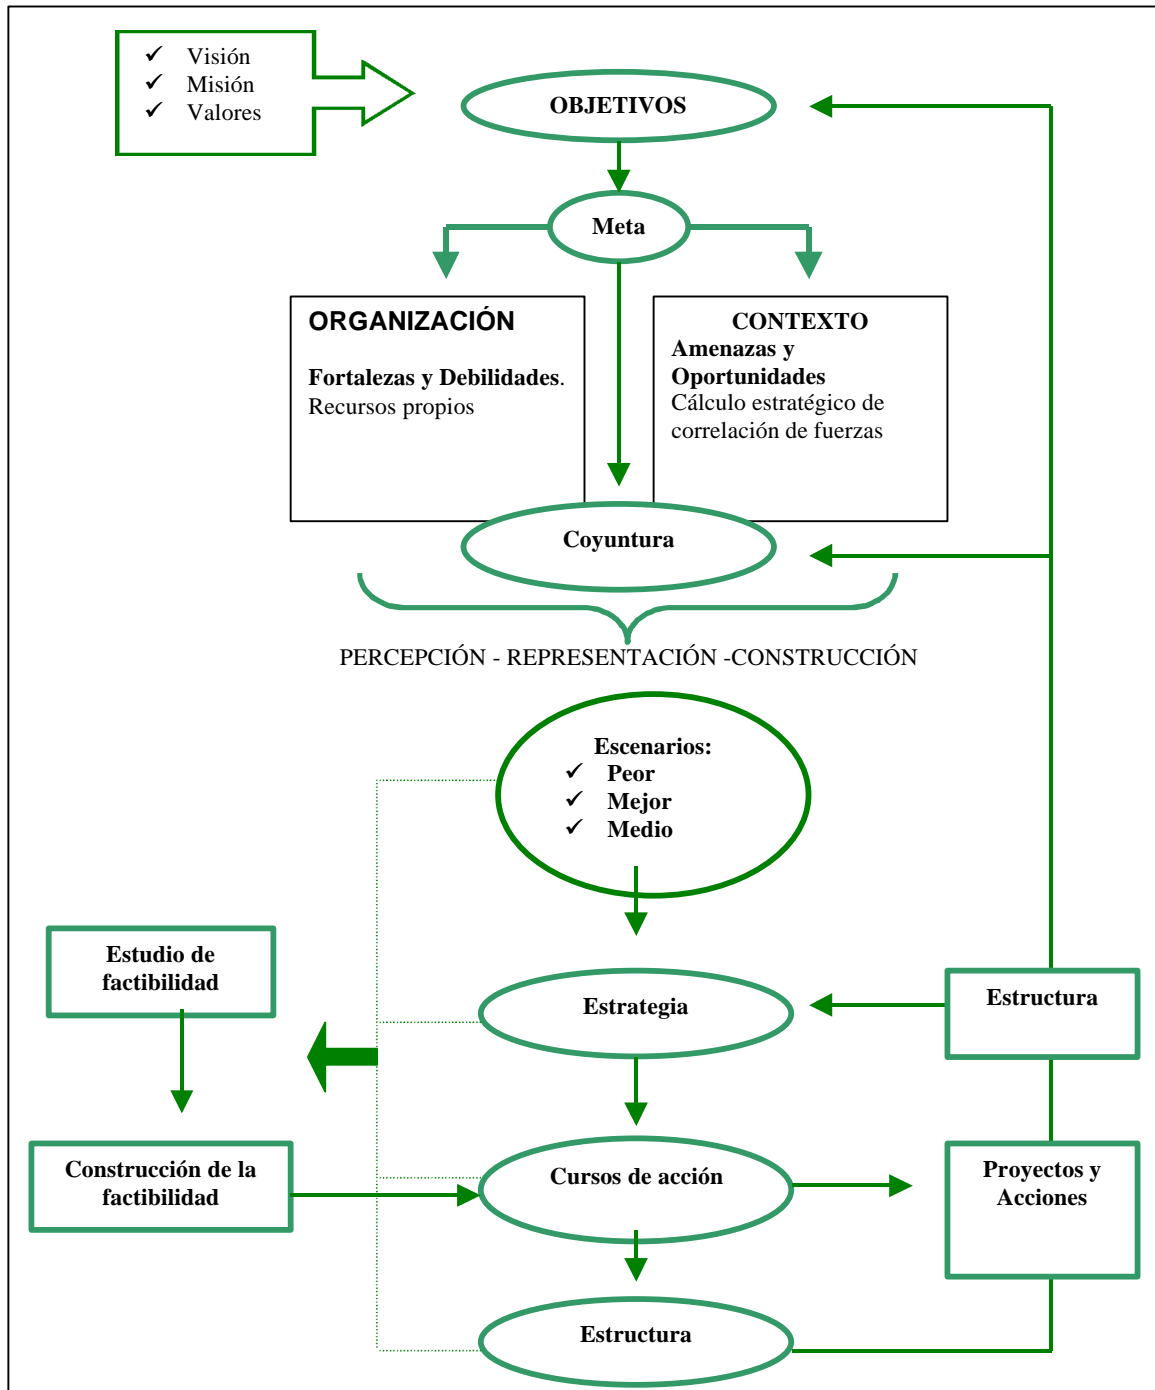 ✓ Visión
✓ Misión
✓ Valores
OBJETIVOS
Meta
ORGANIZACIÓN
Fortalezas y Debilidades.
Recursos propios
CONTEXTO
Amenazas y
Oportunidades
Cálculo estratégico de
correlación de fuerzas
Coyuntura
PERCEPCIÓN - REPRESENTACIÓN -CONSTRUCCIÓN
Escenarios:
✓ Peor
✓ Mejor
✓ Medio
Estudio de
factibilidad
Estrategia
Estructura
Construcción de la
factibilidad
Cursos de acción
Proyectos y
Acciones
Estructura